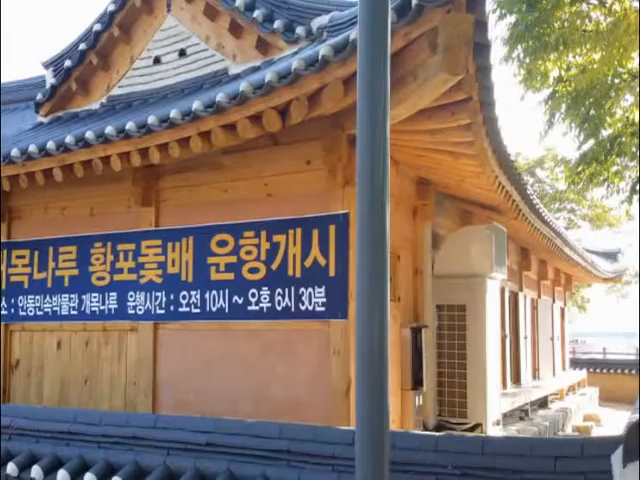 개목나루 황포돛배 운항개시
소 : 안동민속박물관 개목나루 운행시간 : 오전 10시 ~ 오후 6시 30분